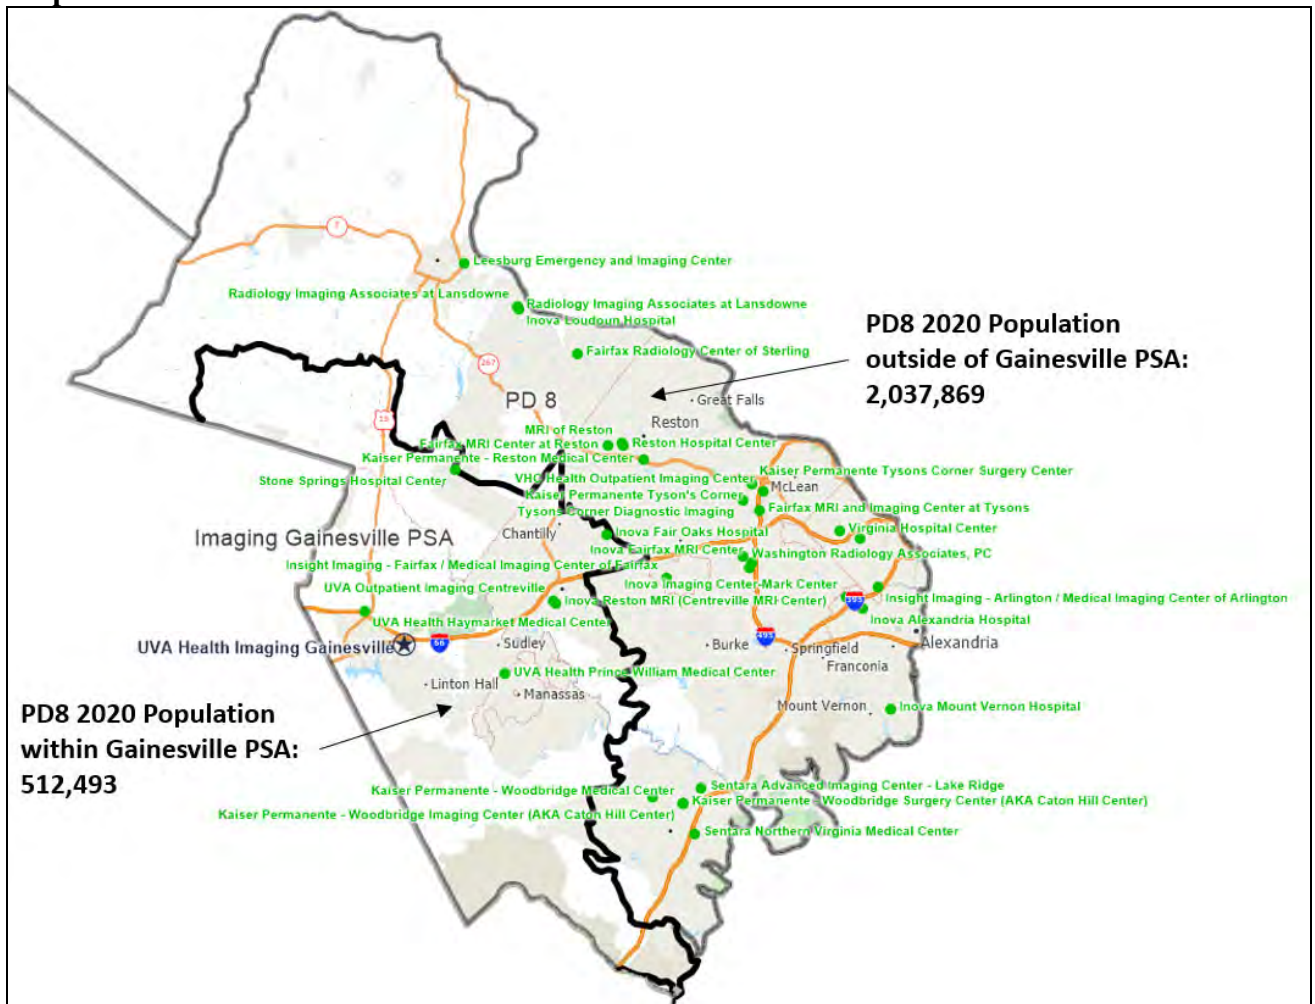 7
Leesburg Emergency and Imaging Center
Radiology Imaging Associates at Lansdowne
Radiology Imaging Associates at Lansdowne
Inova Loudoun Hospital
PD8 2020 Population
outside of Gainesville PSA:
2,037,869
Fairfax Radiology Center of Sterling
267
PD 8
Great Falls
Reston
15
MRI of Reston
Fairfax MRI Center at Reston
Reston Hospital Center
Kaiser Permanente - Reston Medical Center
Stone Springs Hospital Center
VHC Health Outpatient Imaging Center
Kaiser Permanente Tysons Corner Surgery Center
McLean
Kaiser Permanente Tyson's Corner
Tysons Corner Diagnostic Imaging
Fairfax MRI and Imaging Center at Tysons
Imaging Gainesville PSA
Chantilly
Inova Fair Oaks Hospital
Virginia Hospital Center
Inova Fairfax MRI Center
Washington Radiology Associates, PC
Insight Imaging - Fairfax / Medical Imaging Center of Fairfax
UVA Outpatient Imaging Centreville
Inova Imaging Center-Mark Center
Inova Reston MRI (Centreville MRI Center)
395
Insight Imaging - Arlington / Medical Imaging Center of Arlington
UVA Health Haymarket Medical Center
Inova Alexandria Hospital
UVA Health Imaging Gainesville
66
Sudley
Burke
495
Springfield
Alexandria
Franconia
UVA Health Prince William Medical Center
Linton Hall
Manassas
Mount Vernon
Inova Mount Vernon Hospital
PD8 2020 Population
within Gainesville PSA:
512,493
Sentara Advanced Imaging Center - Lake Ridge
Kaiser Permanente - Woodbridge Medical Center
Kaiser Permanente - Woodbridge Surgery Center (AKA Caton Hill Center)
Kaiser Permanente - Woodbridge Imaging Center (AKA Caton Hill Center)
Sentara Northern Virginia Medical Center